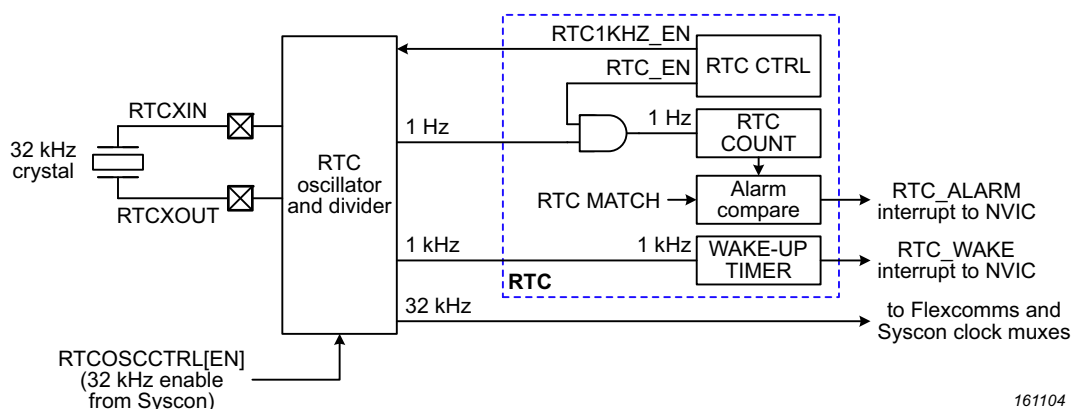 RTC1KHZ_EN
RTC_EN
RTC CTRL
RTCXIN
32 kHz
crystal
RTCXOUT
RTC
oscillator
and divider
1 Hz
1 Hz
RTC
COUNT
RTC MATCH
Alarm
compare
RTC_ALARM
interrupt to NVIC
1 kHz
1 kHz
WAKE-UP
TIMER
RTC_WAKE
interrupt to NVIC
RTC
32 kHz
to Flexcomms and
Syscon clock muxes
RTCOSCCTRL[EN]
(32 kHz enable
from Syscon)
161104